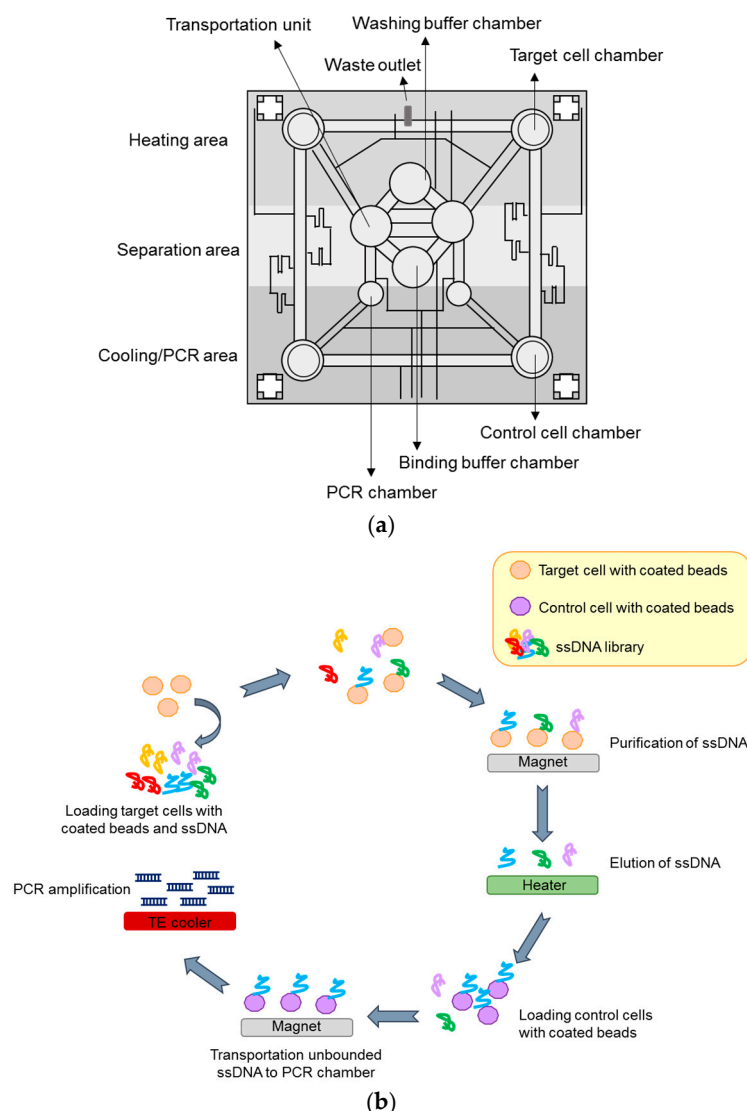 Washing buffer chamber
Transportation unit
Target cell chamber
Waste outlet
Heating area
Separation area
Cooling/PCR area
Control cell chamber
Binding buffer chamber
PCR chamber
(a)
Target cell with coated beads
Control cell with coated beads
ssDNA library
Purification of ssDNA
Magnet
Loading target cells with
coated beads and ssDNA
Elution of ssDNA
Heater
PCR amplification
TE cooler
Loading control cells
with coated beads
Magnet
Transportation unbounded
ssDNA to PCR chamber
(b)